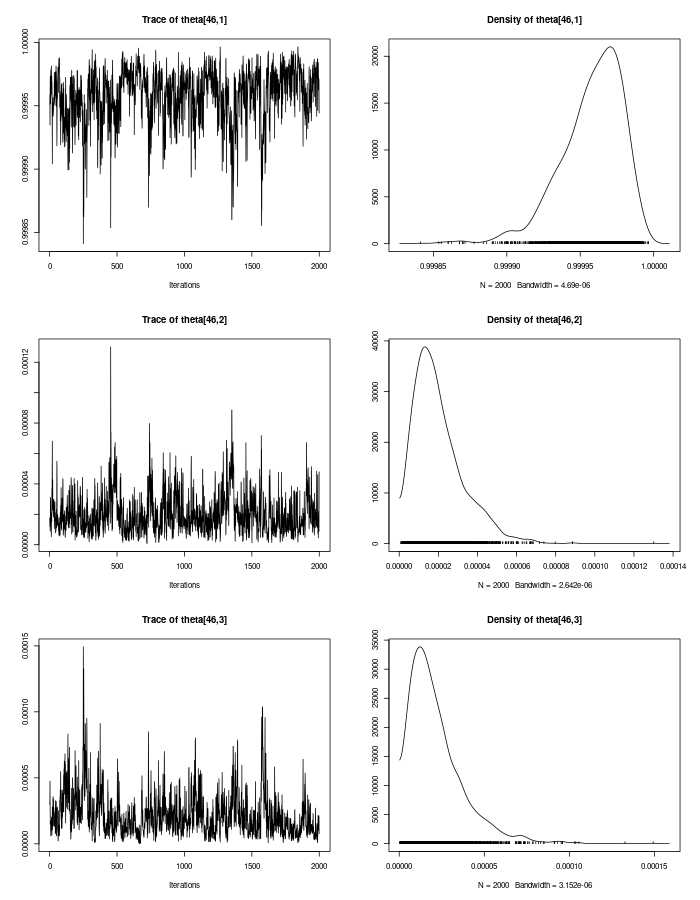 Trace of theta[46,1]
1.00000
0.99995
0.99990
0.99985
0 500 1000 1500 2000
Iterations
Density of theta[46,1]
20000
15000
10000
5000
0
0.99985 0.99990 0.99995 1.00000
N = 2000 Bandwidth = 4.69e-06
Trace of theta[46,2]
0.00012
0.00008
0.00004
0.00000
0 500 1000 1500 2000
Iterations
Density of theta[46,2]
40000
30000
20000
10000
0
0.00000 0.00002 0.00004 0.00006 0.00008 0.00010 0.00012 0.00014
N = 2000 Bandwidth = 2.642e-06
Trace of theta[46,3]
0.00015
0.00010
0.00005
0.00000
0 500 1000 1500 2000
Iterations
Density of theta[46,3]
35000
30000
25000
20000
15000
10000
5000
0
0.00000 0.00005 0.00010 0.00015
N = 2000 Bandwidth = 3.152e-06